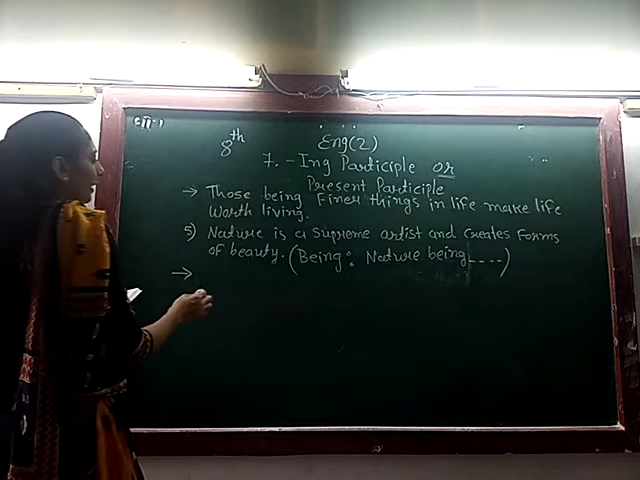 8th
Eng(2)
7. -Ing Participle or
Present Participle
→ Those being Finer things in life make life
worth living.
5) Nature is a supreme artist and creates Forms
of beauty. (Being: Nature being ....)
→